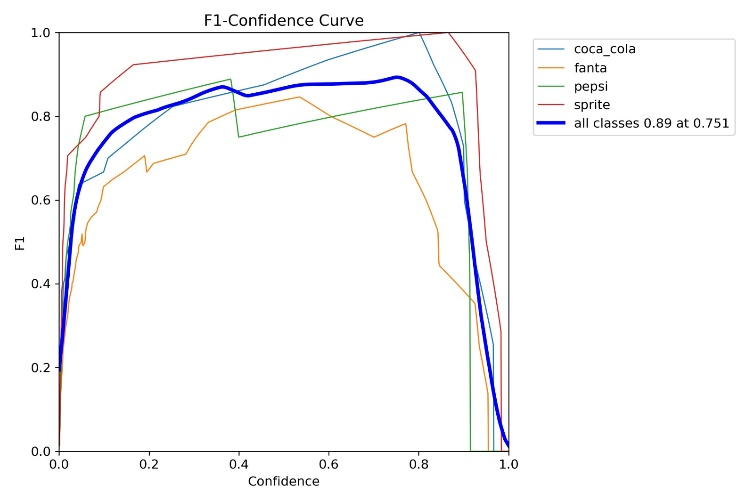 F1-Confidence Curve
1.0
0.8
0.6
0.4
0.2
0.0
F1
0.0 0.2 0.4 0.6 0.8 1.0
Confidence
coca_cola
fanta
pepsi
sprite
all classes 0.89 at 0.751